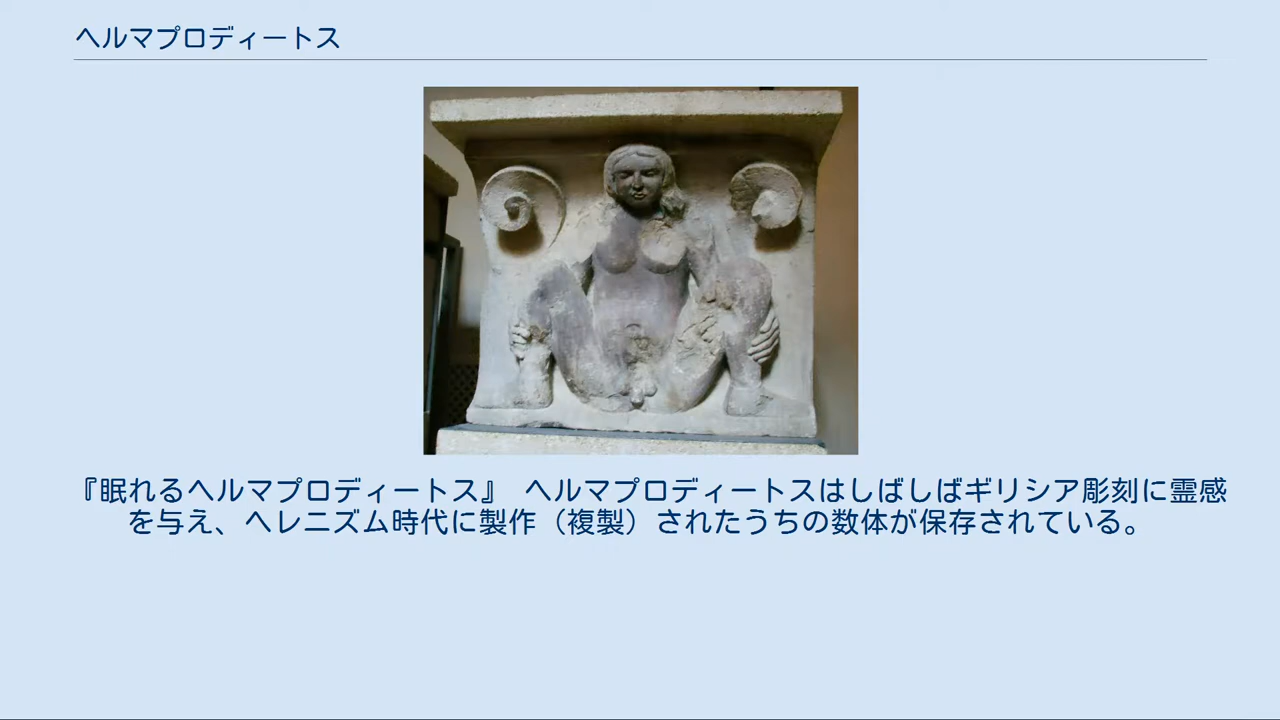 ヘルマプロディートス
『眠れるヘルマプロディートス』 ヘルマプロディートスはしばしばギリシア彫刻に霊感
を与え、ヘレニズム時代に製作（複製）されたうちの数体が保存されている。